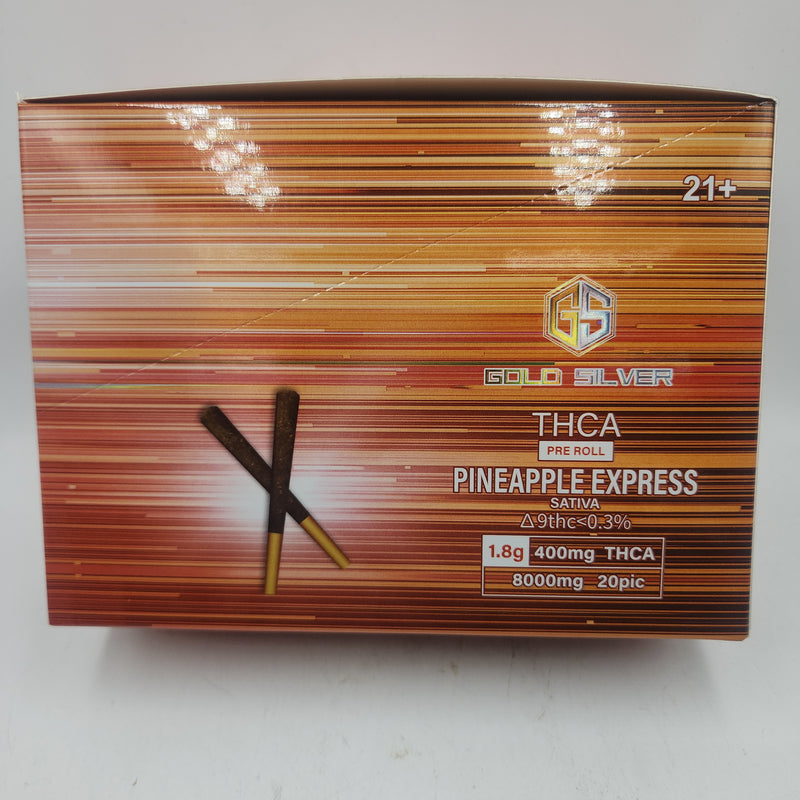 21+
GS
GOLD SILVER
THCA
PRE ROLL
PINEAPPLE EXPRESS
SATIVA
Δ9thc<0.3%
1.8g 400mg THCA
8000mg 20pic